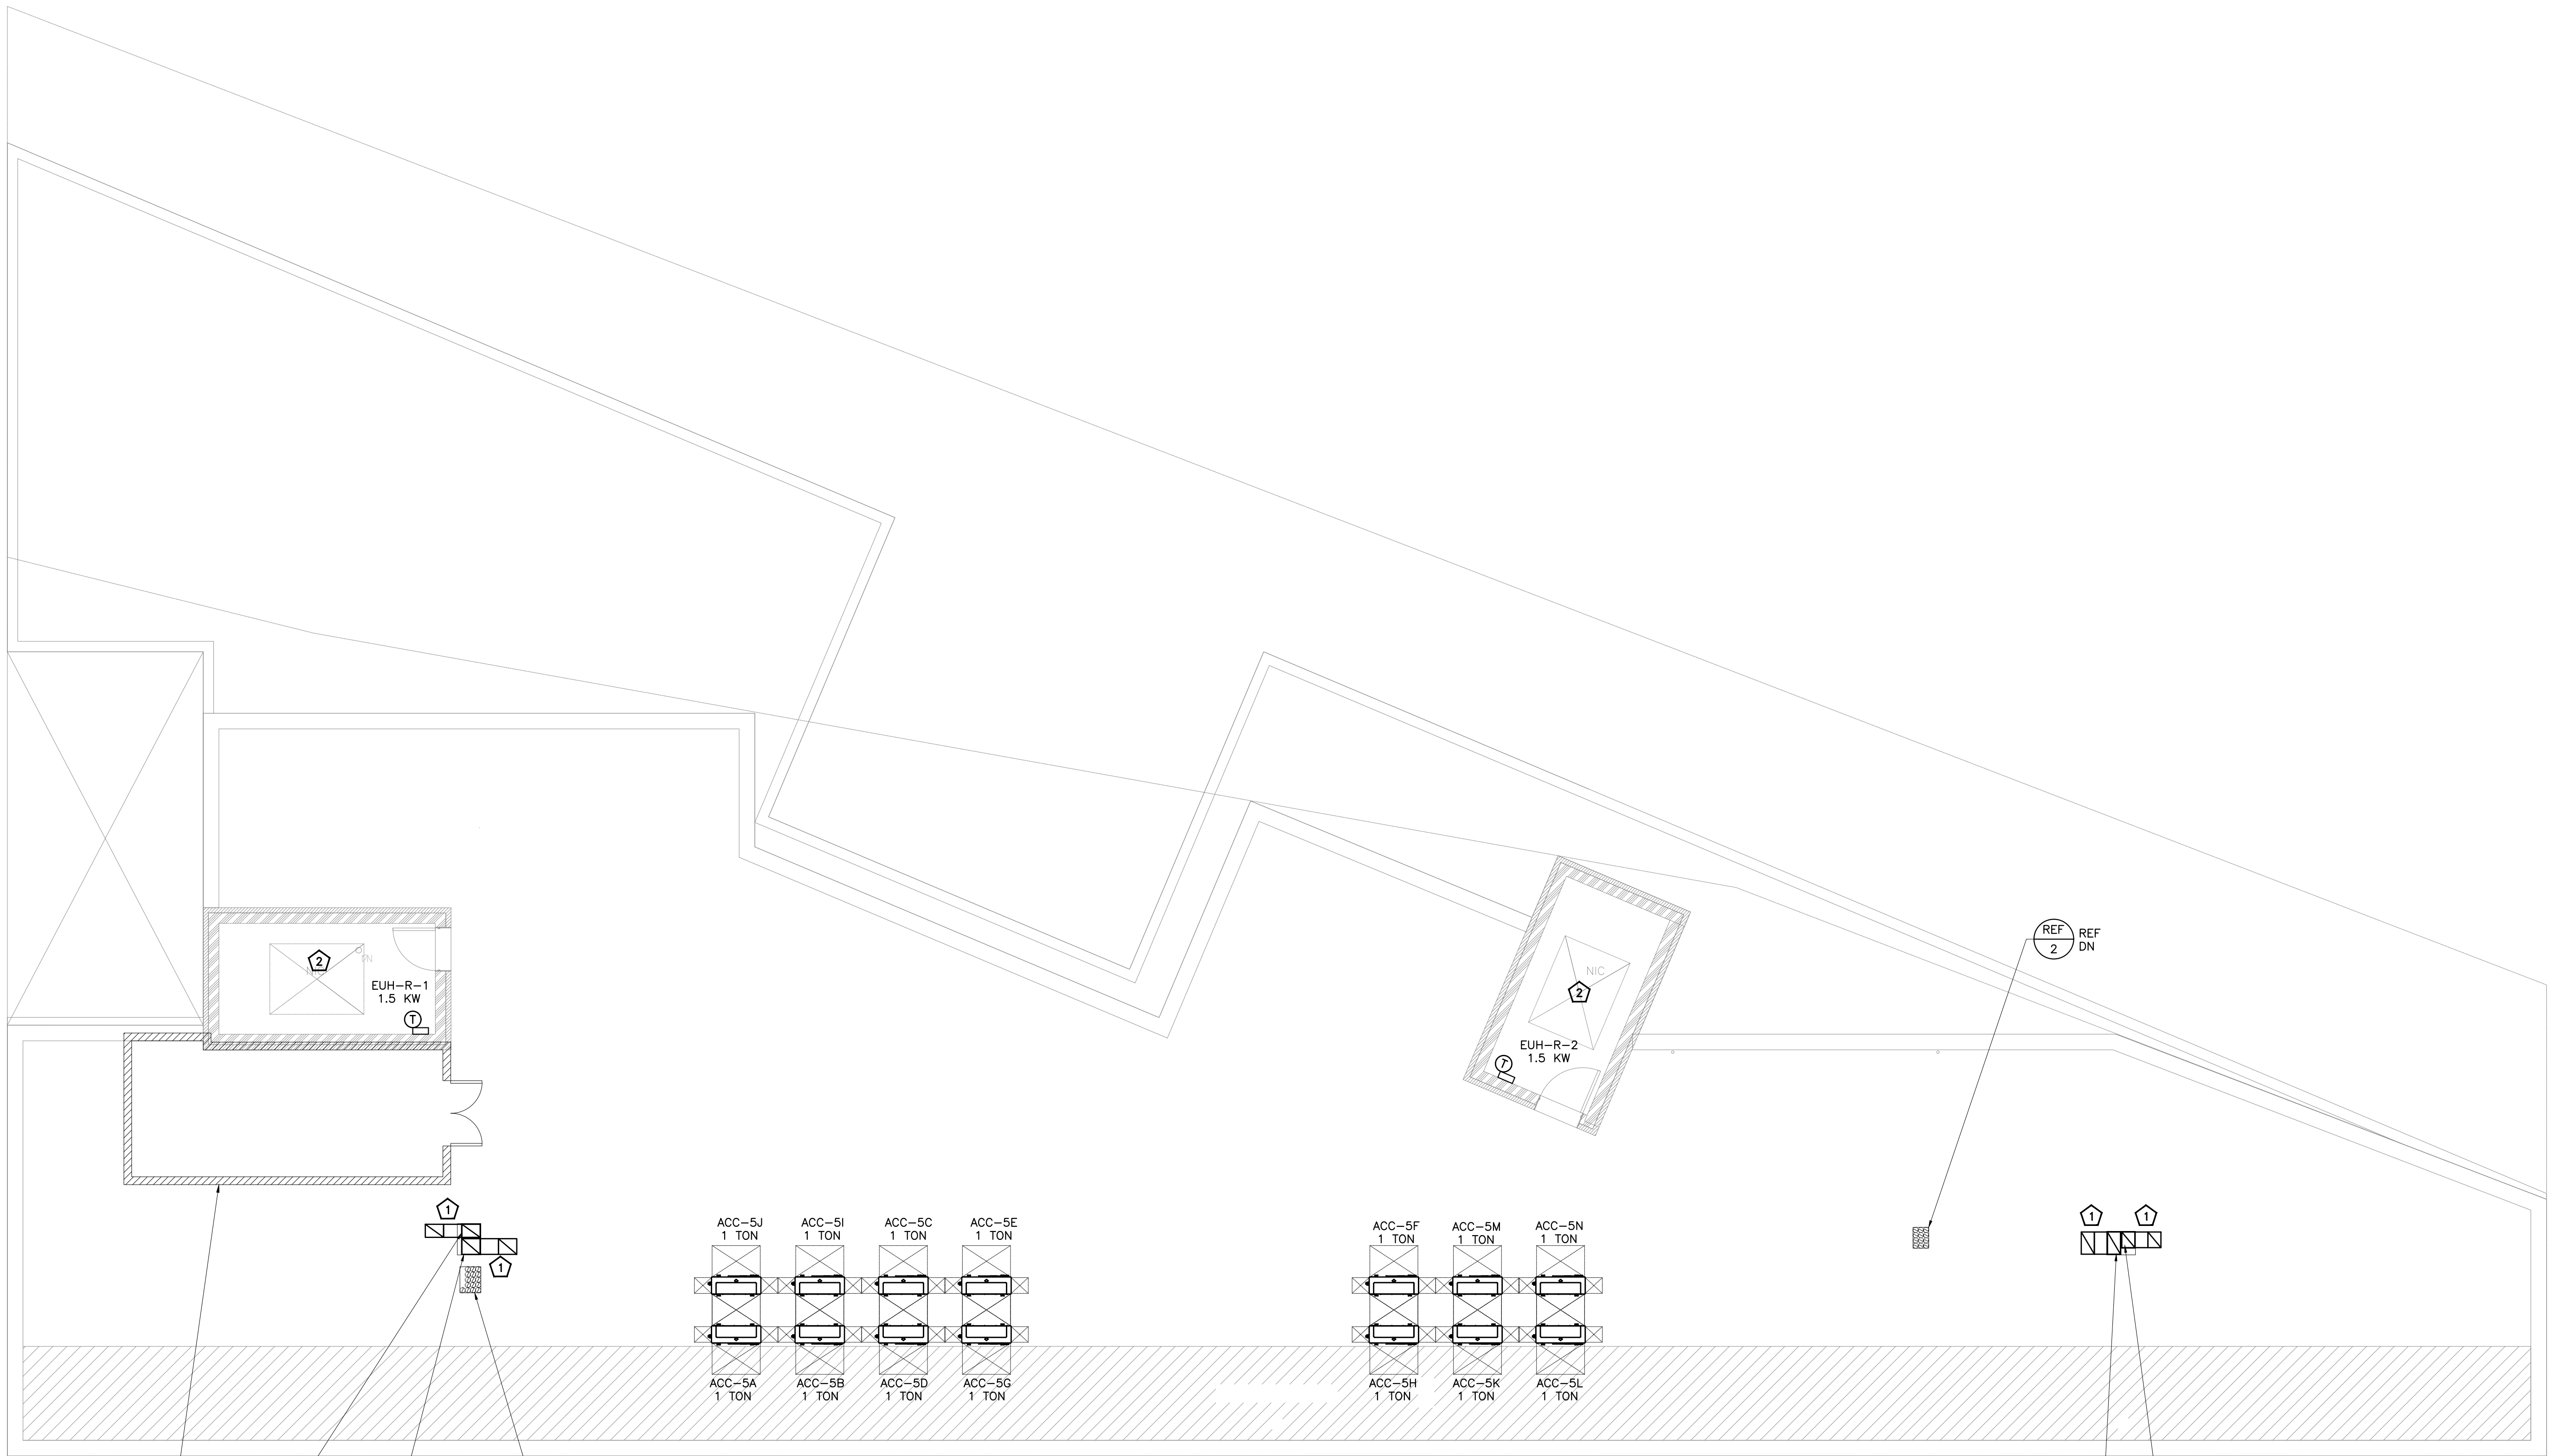 REF
2
REF
DN
2
NIC
DN
EUH-R-1
1.5 KW
T
NIC
2
EUH-R-2
1.5 KW
T
1
1
1
1
ACC-5J
1 TON
ACC-5I
1 TON
ACC-5C
1 TON
ACC-5E
1 TON
ACC-5F
1 TON
ACC-5M
1 TON
ACC-5N
1 TON
ACC-5A
1 TON
ACC-5B
1 TON
ACC-5D
1 TON
ACC-5G
1 TON
ACC-5H
1 TON
ACC-5K
1 TON
ACC-5L
1 TON